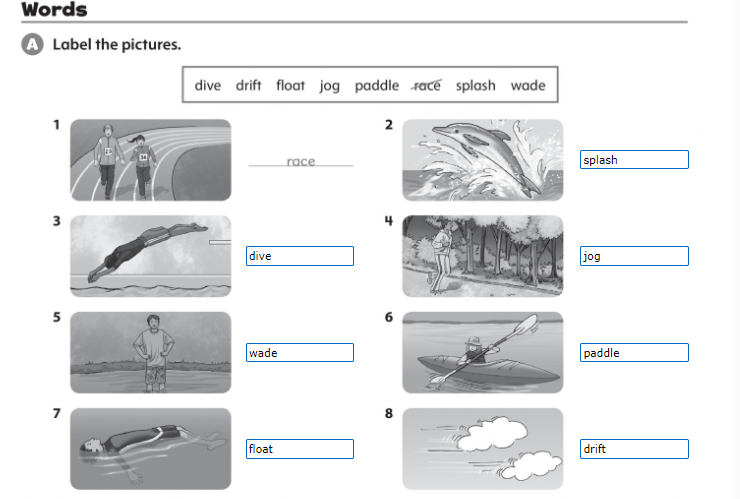 Words
A Label the pictures.
dive drift float jog paddle race splash wade
1 race 2 splash
3 dive 4 jog
5 wade 6 paddle
7 float 8 drift